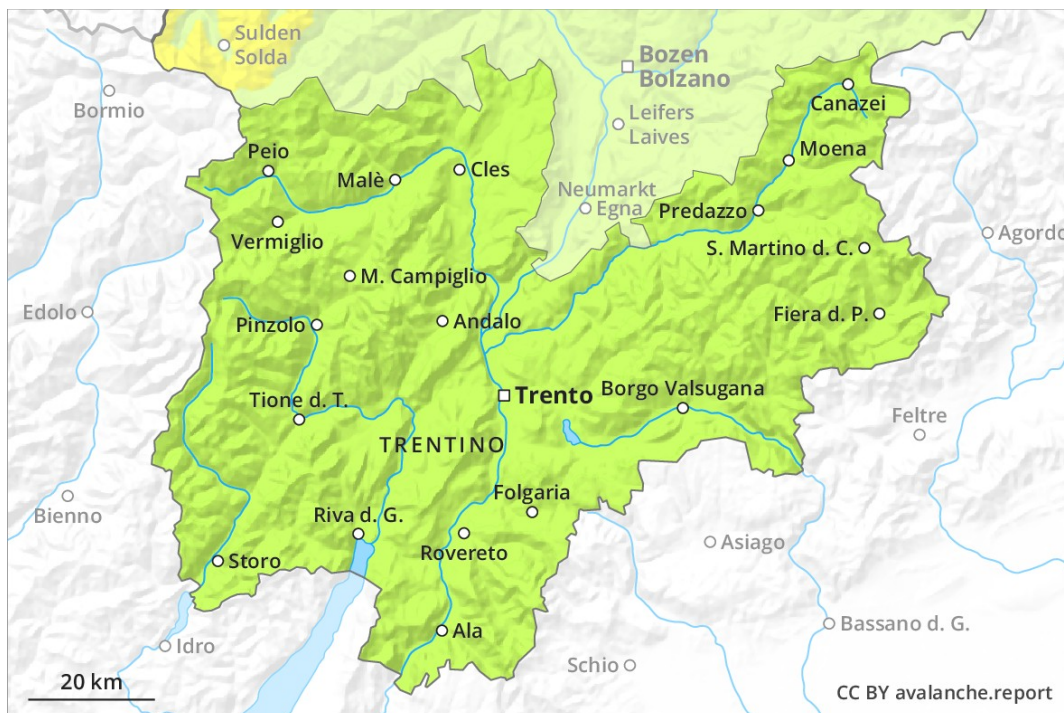 Sulden
Solda
Bozen
Bolzano
Bormio
Canazei
Leifers
Laives
Moena
Peio
Malè
Cles
Neumarkt
Egna
Predazzo
Vermiglio
S. Martino d. C.
Agordo
M. Campiglio
Edolo
Pinzolo
Andalo
Fiera d. P.
Trento
Borgo Valsugana
Tione d. T.
Feltre
TRENTINO
Folgaria
Bienno
Riva d. G.
Rovereto
Asiago
Storo
Ala
Bassano d. G.
Idro
Schio
20 km
CC BY avalanche.report